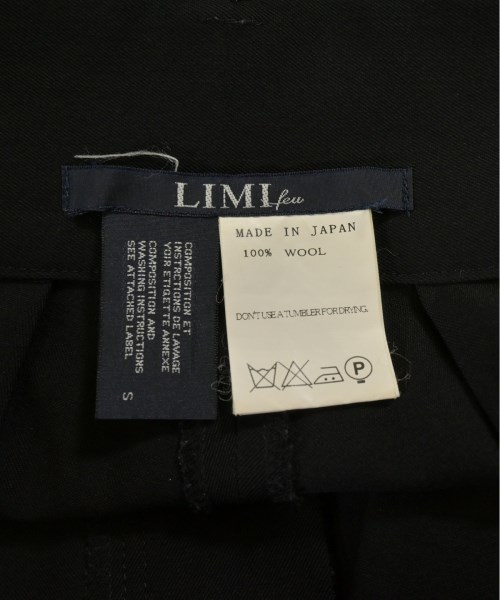 LIMI feu
COMPOSITION ET
INSTRCTIONS DE LAVAGE
VOIR ETIQUETTE ANNEXE
COMPOSITION AND
WASHING INSTRUCTIONS
SEE ATTACHED LABEL
S
MADE IN JAPAN
100% WOOL
DON'T USE A TUMBLER FOR DRYING.
P